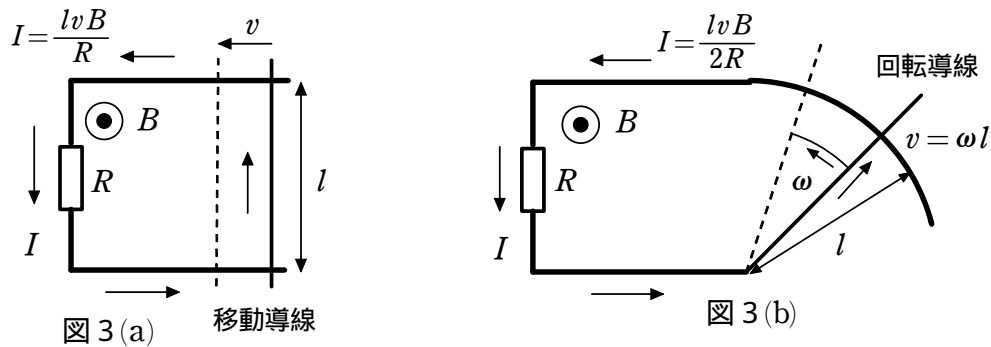 I = lvB/R
v
B
R
l
I
移動導線
図 3 (a)
I = lvB/2R
回転導線
B
v = ωl
R
ω
l
I
図 3 (b)